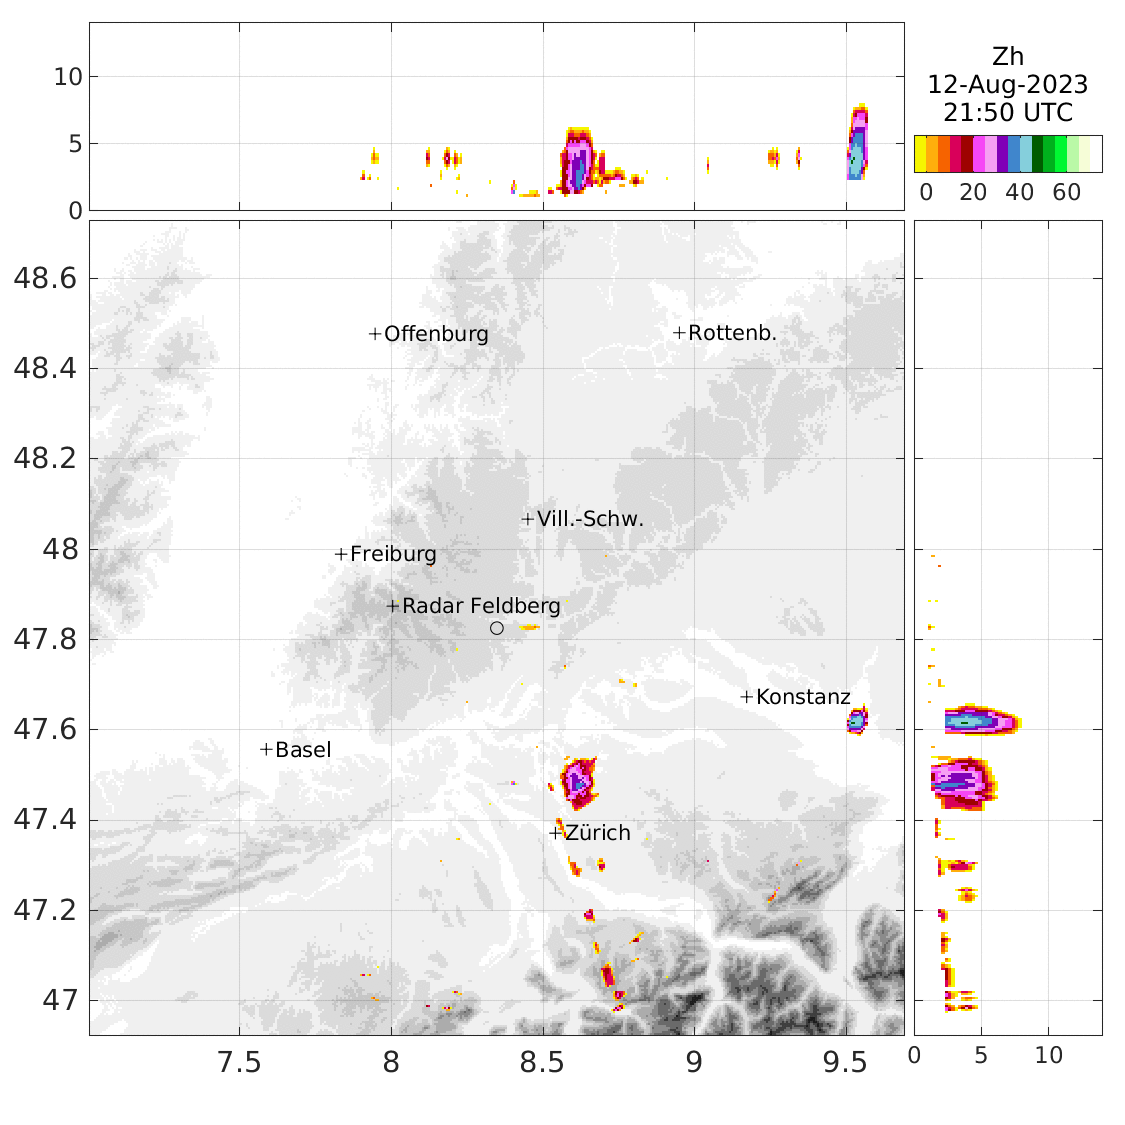 10
5
0
Zh
12-Aug-2023
21:50 UTC
0 20 40 60
48.6
48.4
48.2
48
47.8
47.6
47.4
47.2
47
Offenburg
Rottenb.
Vill.-Schw.
Freiburg
Radar Feldberg
Konstanz
Basel
Zürich
7.5 8 8.5 9 9.5
0 5 10